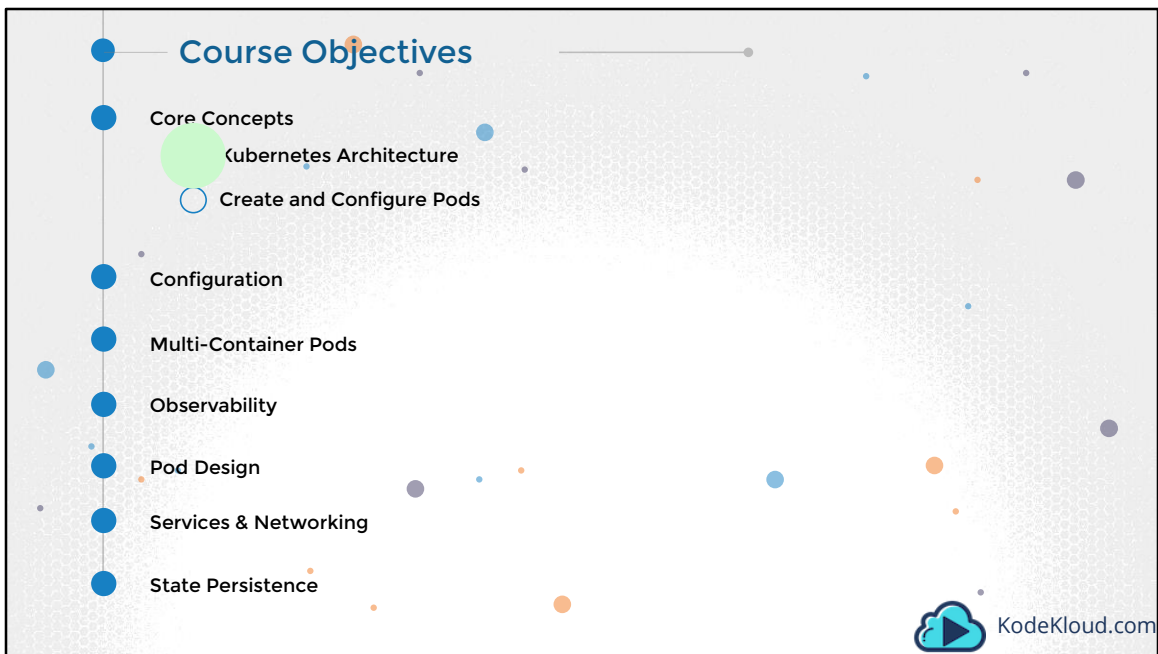 Course Objectives
Core Concepts
Kubernetes Architecture
Create and Configure Pods
Configuration
Multi-Container Pods
Observability
Pod Design
Services & Networking
State Persistence
KodeKloud.com